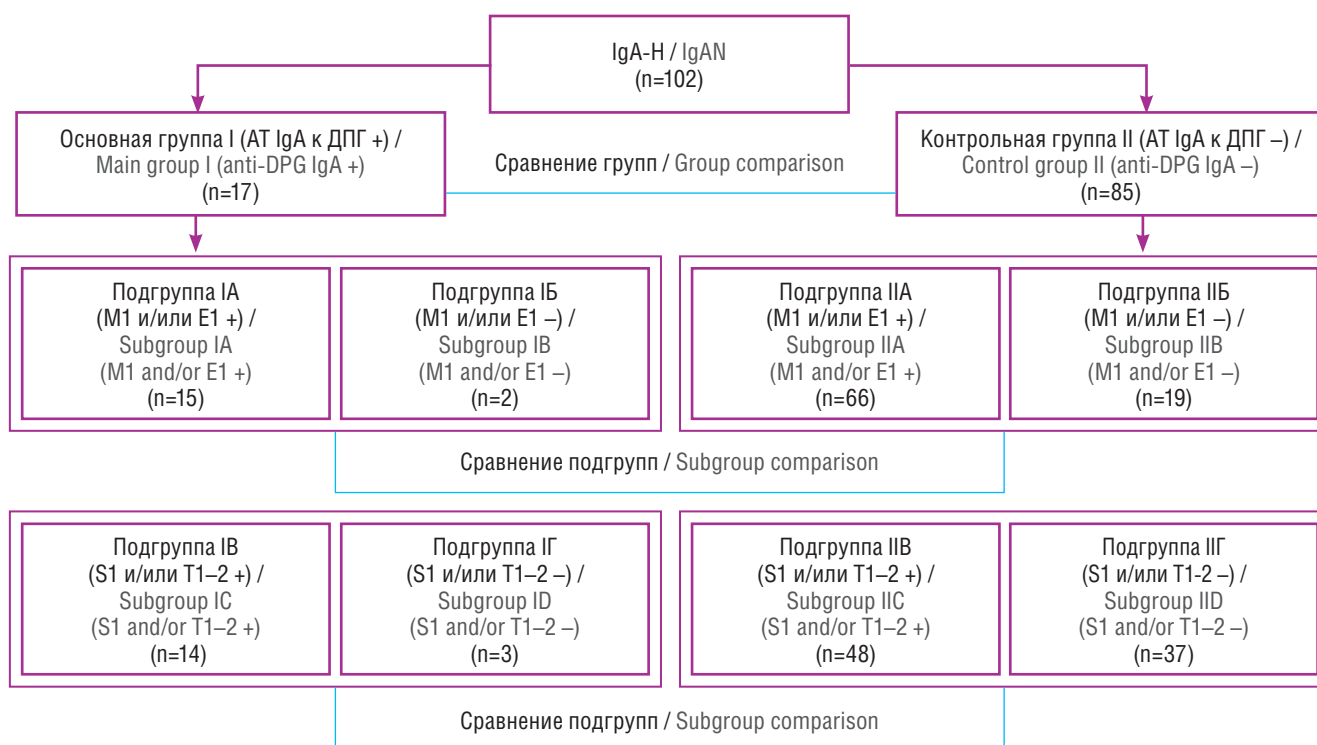 IgA-Н / IgAN
(n=102)
Основная группа I (АТ IgA к ДПГ +) /
Main group I (anti-DPG IgA +)
(n=17)
Сравнение групп / Group comparison
Контрольная группа II (АТ IgA к ДПГ –) /
Control group II (anti-DPG IgA –)
(n=85)
Подгруппа IА
(M1 и/или E1 +) /
Subgroup IA
(M1 and/or E1 +)
(n=15)
Подгруппа IБ
(M1 и/или E1 –) /
Subgroup IB
(M1 and/or E1 –)
(n=2)
Подгруппа IIА
(M1 и/или E1 +) /
Subgroup IIA
(M1 and/or E1 +)
(n=66)
Подгруппа IIБ
(M1 и/или E1 –) /
Subgroup IIB
(M1 and/or E1 –)
(n=19)
Сравнение подгрупп / Subgroup comparison
Подгруппа IВ
(S1 и/или T1–2 +) /
Subgroup IC
(S1 and/or T1–2 +)
(n=14)
Подгруппа IГ
(S1 и/или T1–2 –) /
Subgroup ID
(S1 and/or T1–2 –)
(n=3)
Подгруппа IIВ
(S1 и/или T1–2 +) /
Subgroup IIC
(S1 and/or T1–2 +)
(n=48)
Подгруппа IIГ
(S1 и/или T1-2 –) /
Subgroup IID
(S1 and/or T1–2 –)
(n=37)
Сравнение подгрупп / Subgroup comparison